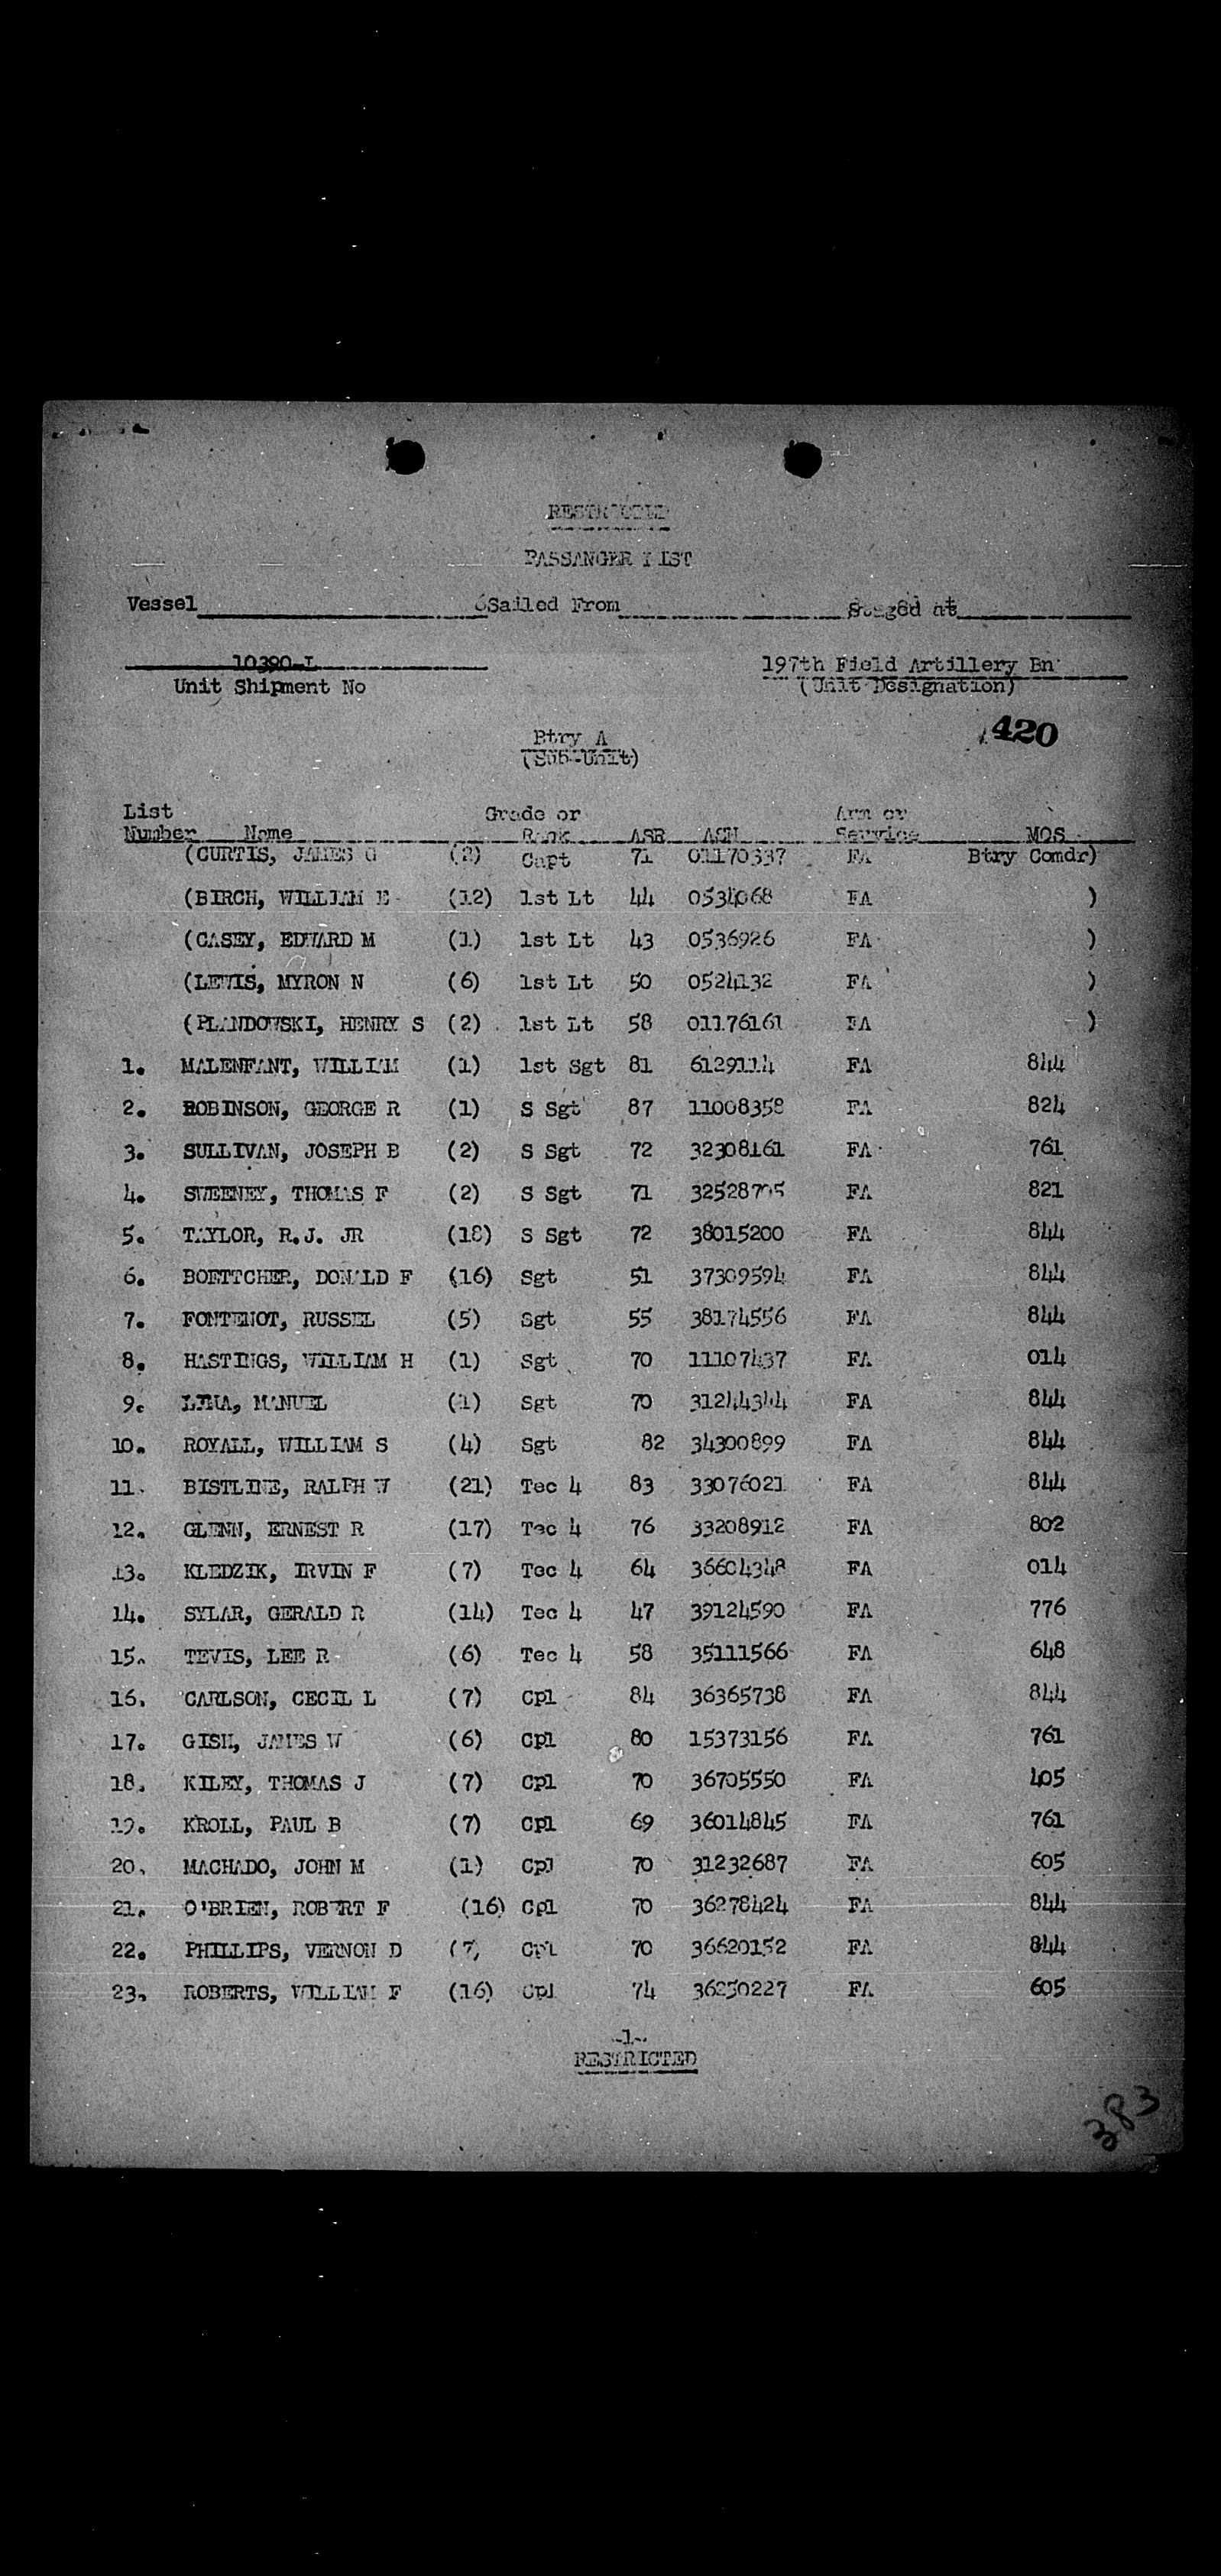 RESTRICTED
PASSANGER LIST
Vessel Sailed From Staged at
10390-L 197th Field Artillery Bn
Unit Shipment No (Unit Designation)
420
Btry A
(Sub-Unit)
List Grade or Arm or
Number Name Rank ASR ASN Service MOS
(CURTIS, JAMES G (2) Capt 71 01170337 FA Btry Comdr)
(BIRCH, WILLIAM E (12) 1st Lt 44 0534068 FA )
(CASEY, EDWARD M (1) 1st Lt 43 0536926 FA )
(LEWIS, MYRON N (6) 1st Lt 50 0524132 FA )
(PLANDOWSKI, HENRY S (2) 1st Lt 58 01176161 FA )
1. MALENFANT, WILLIAM (1) 1st Sgt 81 6129114 FA 844
2. ROBINSON, GEORGE R (1) S Sgt 87 11008358 FA 824
3. SULLIVAN, JOSEPH B (2) S Sgt 72 32308161 FA 761
4. SWEENEY, THOMAS F (2) S Sgt 71 FA 821
5. TAYLOR, R.J. JR (18) S Sgt 72 38015200 FA 844
6. BOETTCHER, DONALD F (16) Sgt 51 37309594 FA 844
7. FONTENOT, RUSSEL (5) Sgt 55 38174556 FA 844
8. HASTINGS, WILLIAM H (1) Sgt 70 11107437 FA 014
9. MANUEL (1) Sgt 70 31244344 FA 844
10. ROYALL, WILLIAM S (4) Sgt 82 34300899 FA 844
11. BISTLINE, RALPH W (21) Tec 4 83 33076021 FA 844
12. GLENN, ERNEST R (17) Tec 4 76 33208912 FA 802
13. KLEDZIK, IRVIN F (7) Tec 4 64 36604348 FA 014
14. SYLAR, GERALD R (14) Tec 4 47 39124590 FA 776
15. TEVIS, LEE R (6) Tec 4 58 35111566 FA 648
16. CARLSON, CECIL L (7) Cpl 84 36365738 FA 844
17. GISH, JAMES W (6) Cpl 80 15373156 FA 761
18. KILEY, THOMAS J (7) Cpl 70 36705550 FA 405
19. KROLL, PAUL B (7) Cpl 69 36014845 FA 761
20. MACHADO, JOHN M (1) Cpl 70 31232687 FA 605
21. O'BRIEN, ROBERT F (16) Cpl 70 36278424 FA 844
22. PHILLIPS, VERNON D (7) Cpl 70 36620152 FA 844
23. ROBERTS, WILLIAM F (16) Cpl 74 36250227 FA 605
-1-
RESTRICTED
383